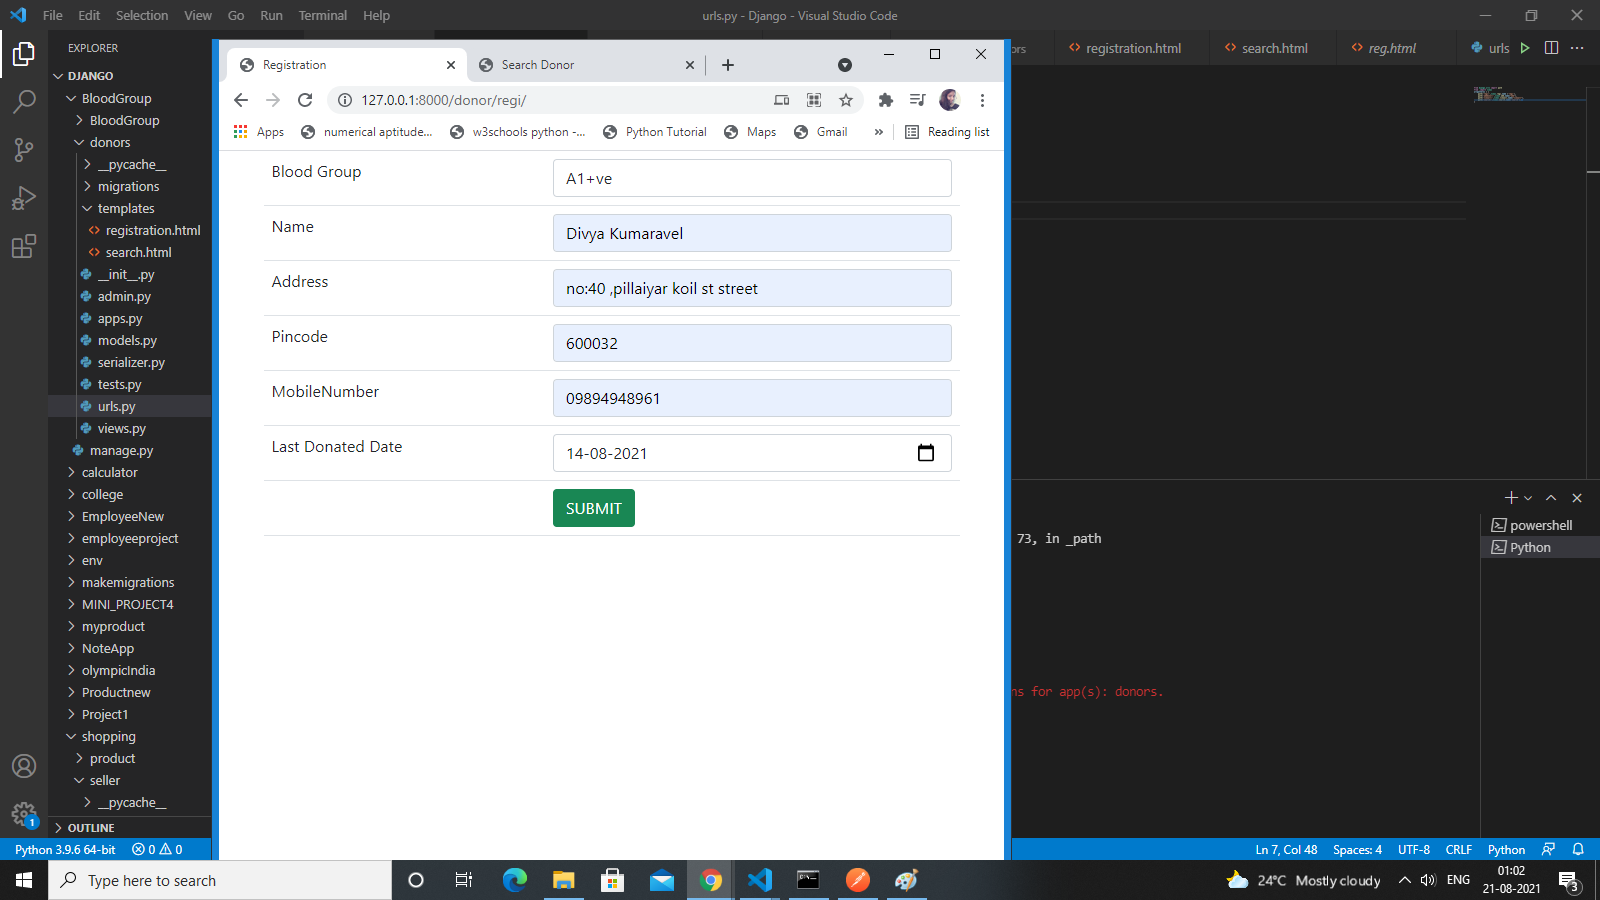 File Edit Selection View Go Run Terminal Help
urls.py - Django - Visual Studio Code
EXPLORER
DJANGO
BloodGroup
BloodGroup
donors
__pycache__
migrations
templates
registration.html
search.html
__init__.py
admin.py
apps.py
models.py
serializer.py
tests.py
urls.py
views.py
manage.py
calculator
college
EmployeeNew
employeeproject
env
makemigrations
MINI_PROJECT4
myproduct
NoteApp
olympicIndia
Productnew
Project1
shopping
product
seller
__pycache__
OUTLINE
Registration
Search Donor
127.0.0.1:8000/donor/regi/
Apps numerical aptitude... w3schools python -... Python Tutorial Maps Gmail » Reading list
Blood Group A1+ve
Name Divya Kumaravel
Address no:40 ,pillaiyar koil st street
Pincode 600032
MobileNumber 09894948961
Last Donated Date 14-08-2021
SUBMIT
ors registration.html search.html reg.html urls
powershell
Python
73, in _path
ns for app(s): donors.
Python 3.9.6 64-bit 0 0
Ln 7, Col 48 Spaces: 4 UTF-8 CRLF Python
1
Type here to search
24°C Mostly cloudy
ENG
01:02
21-08-2021
3